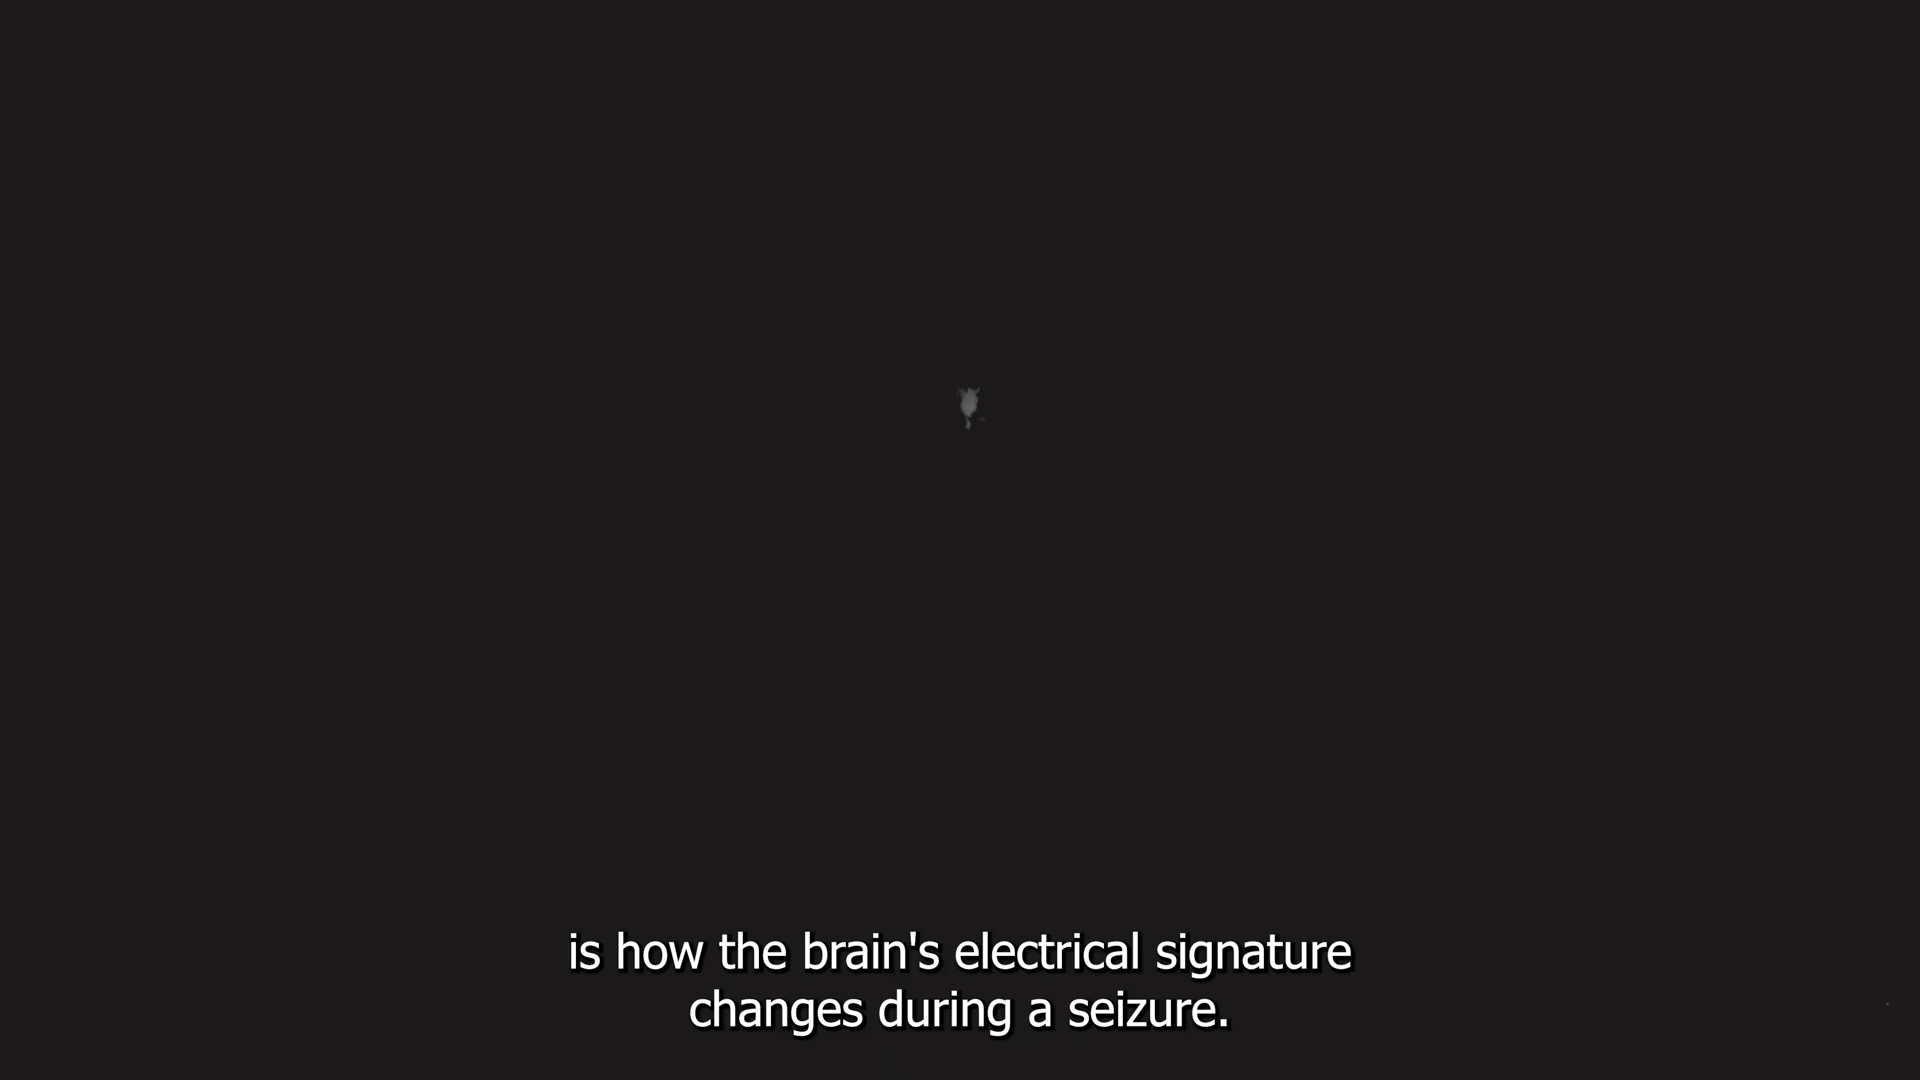 is how the brain's electrical signature
changes during a seizure.